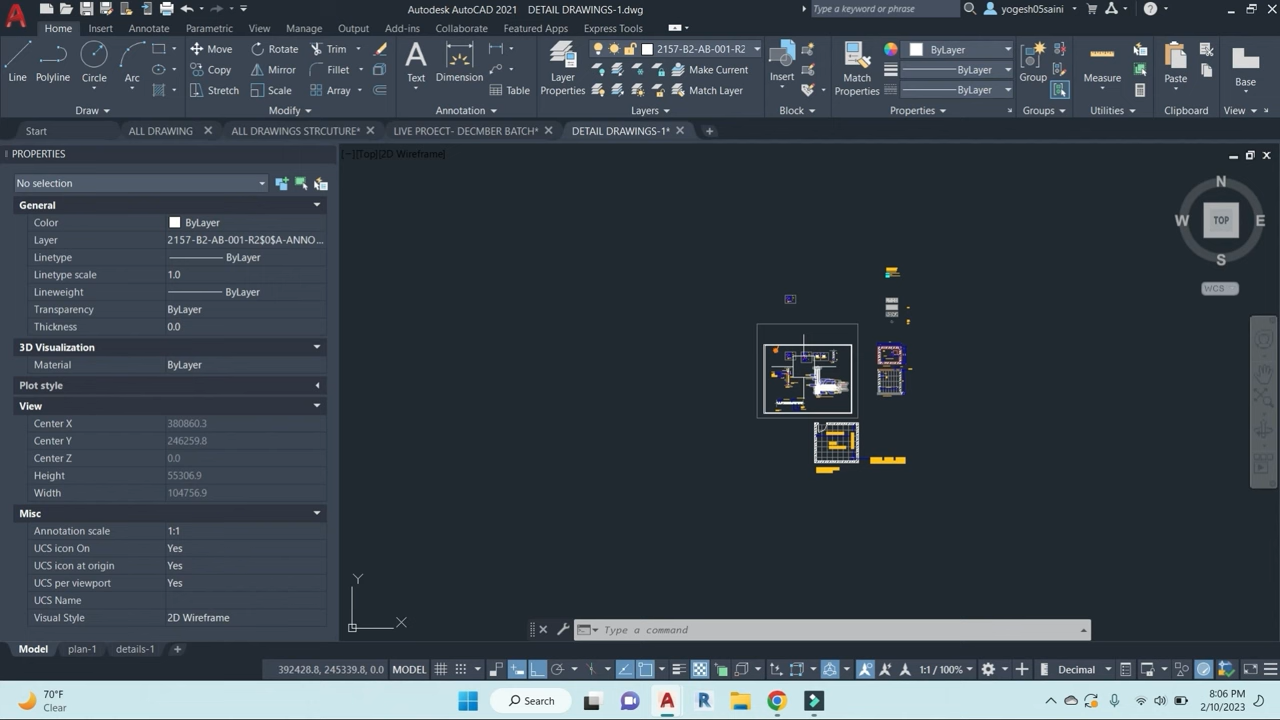 Autodesk AutoCAD 2021 DETAIL DRAWINGS-1.dwg
Type a keyword or phrase
yogesh05saini
Home Insert Annotate Parametric View Manage Output Add-ins Collaborate Featured Apps Express Tools
Line Polyline Circle Arc
Move Rotate Trim
Copy Mirror Fillet
Stretch Scale Array
Text Dimension Table
Layer Properties
2157-B2-AB-001-R2
Make Current
Match Layer
Insert
Match Properties
ByLayer
ByLayer
ByLayer
Group Measure Paste Base
Draw Modify Annotation Layers Block Properties Groups Utilities Clipboard View
Start ALL DRAWING ALL DRAWINGS STRCUTURE* LIVE PROECT- DECMBER BATCH* DETAIL DRAWINGS-1*
PROPERTIES
[−][Top][2D Wireframe]
No selection
General
Color ByLayer
Layer 2157-B2-AB-001-R2$0$A-ANNO...
Linetype ByLayer
Linetype scale 1.0
Lineweight ByLayer
Transparency ByLayer
Thickness 0.0
3D Visualization
Material ByLayer
Plot style
View
Center X 380860.3
Center Y 246259.8
Center Z 0.0
Height 55306.9
Width 104756.9
Misc
Annotation scale 1:1
UCS icon On Yes
UCS icon at origin Yes
UCS per viewport Yes
UCS Name
Visual Style 2D Wireframe
N
W TOP E
S
WCS
Y
X
Type a command
Model plan-1 details-1
392428.8, 245339.8, 0.0 MODEL 1:1 / 100% Decimal
70°F
Clear
Search
8:06 PM
2/10/2023